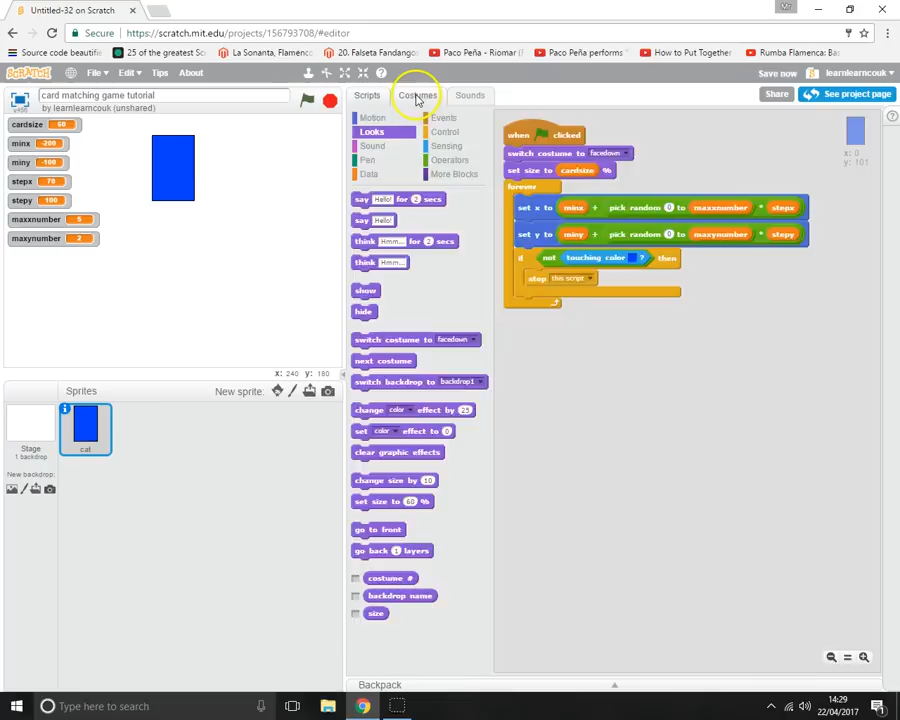 Untitled-32 on Scratch
Mr
Secure https://scratch.mit.edu/projects/156793708/#editor
Source code beautifie
25 of the greatest Sc
La Sonanta, Flamenco
20. Falseta Fandango
Paco Peña - Riomar (F
Paco Peña performs "
How to Put Together
Rumba Flamenca: Bas
SCRATCH File Edit Tips About Save now learnlearncouk
v456 card matching game tutorial
by learnlearncouk (unshared)
Scripts Costumes Sounds Share See project page
cardsize 60
minx -200
miny -100
stepx 70
stepy 100
maxxnumber 5
maxynumber 2
X: 240 y: 180
Sprites New sprite:
Stage
1 backdrop
New backdrop:
cat
Motion Events
Looks Control
Sound Sensing
Pen Operators
Data More Blocks
say Hello! for 2 secs
say Hello!
think Hmm... for 2 secs
think Hmm...
show
hide
switch costume to facedown
next costume
switch backdrop to backdrop1
change color effect by 25
set color effect to 0
clear graphic effects
change size by 10
set size to 60 %
go to front
go back 1 layers
costume #
backdrop name
size
when clicked
switch costume to facedown
set size to cardsize %
forever
set x to minx + pick random 0 to maxxnumber * stepx
set y to miny + pick random 0 to maxynumber * stepy
if not touching color ? then
stop this script
x: 0
y: 101
Backpack
Type here to search
14:29
22/04/2017
1